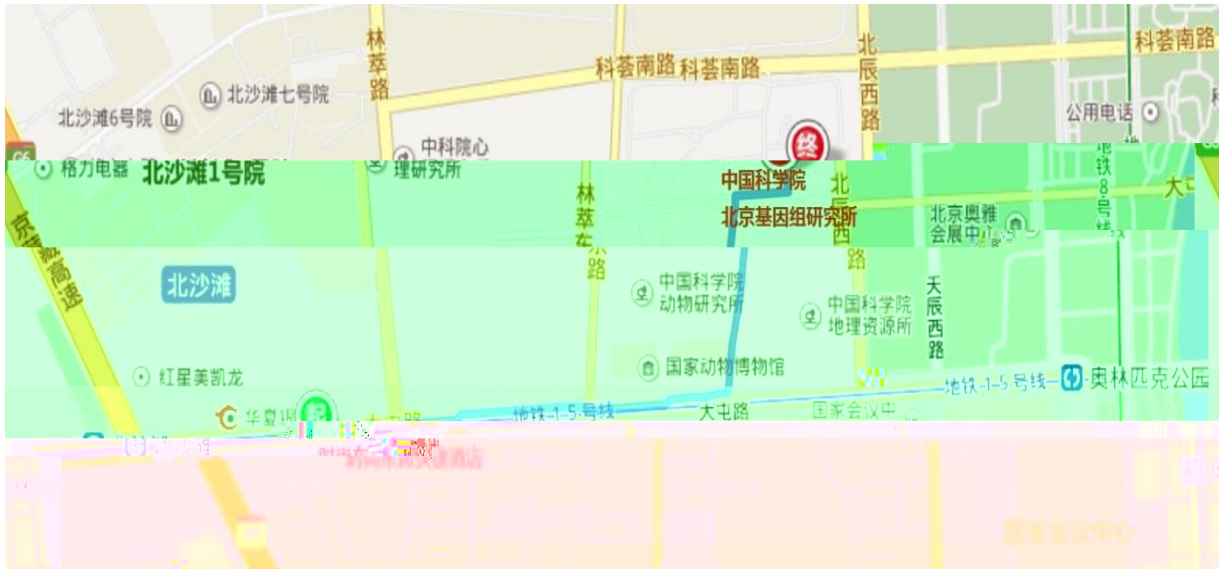 林萃路
科荟南路
科荟南路
北辰西路
科荟南路
北沙滩七号院
北沙滩6号院
中科院心
理研究所
公用电话
终
格力电器
北沙滩1号院
中国科学院
北京基因组研究所
地铁8号线
北京奥雅
会展中
京藏高速
北沙滩
林萃东路
中国科学院
动物研究所
中国科学院
地理资源所
天辰西路
国家动物博物馆
红星美凯龙
奥林匹克公园
地铁-1-5-号线
地铁-1-5-号线
大屯路
国家会议中
起